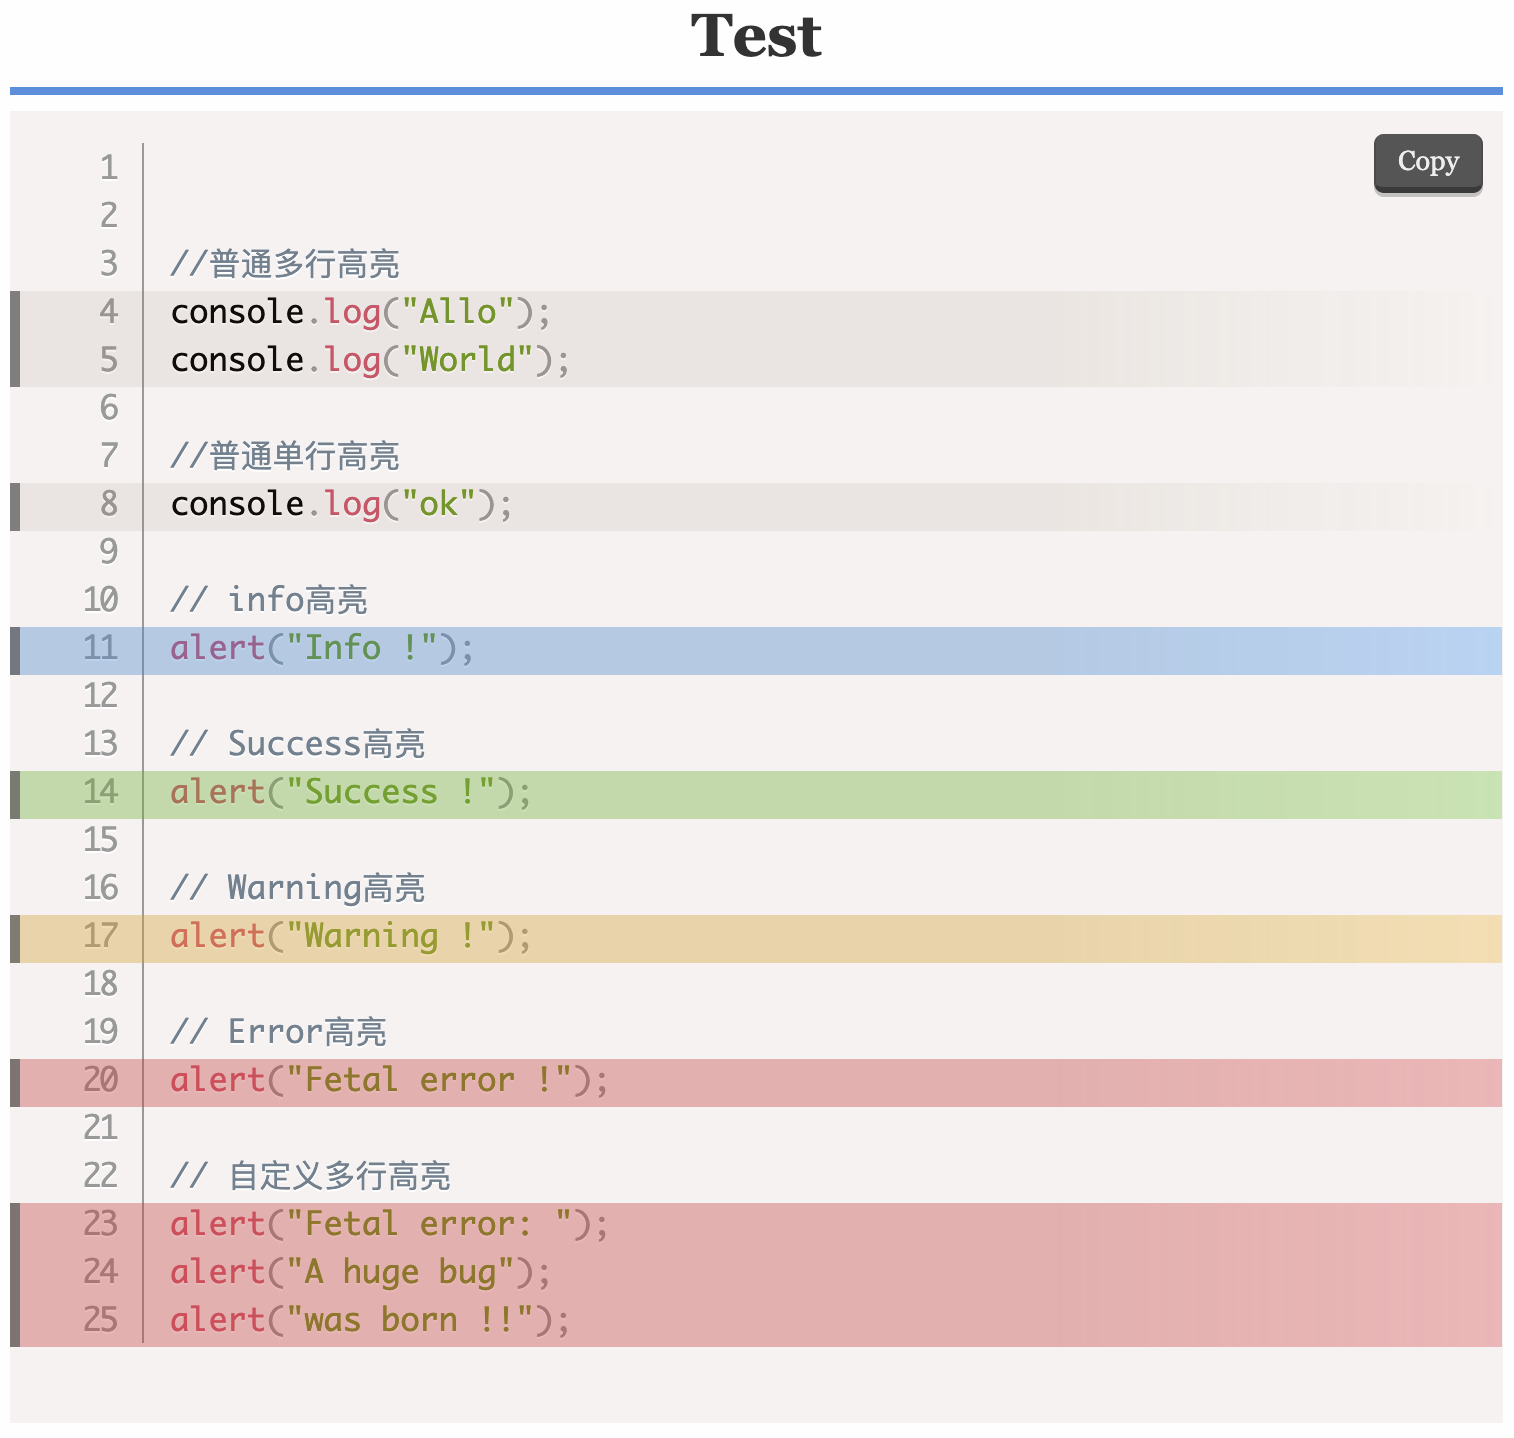 Test
Copy
1
2
3 //普通多行高亮
4 console.log("Allo");
5 console.log("World");
6
7 //普通单行高亮
8 console.log("ok");
9
10 // info高亮
11 alert("Info !");
12
13 // Success高亮
14 alert("Success !");
15
16 // Warning高亮
17 alert("Warning !");
18
19 // Error高亮
20 alert("Fetal error !");
21
22 // 自定义多行高亮
23 alert("Fetal error: ");
24 alert("A huge bug");
25 alert("was born !!");